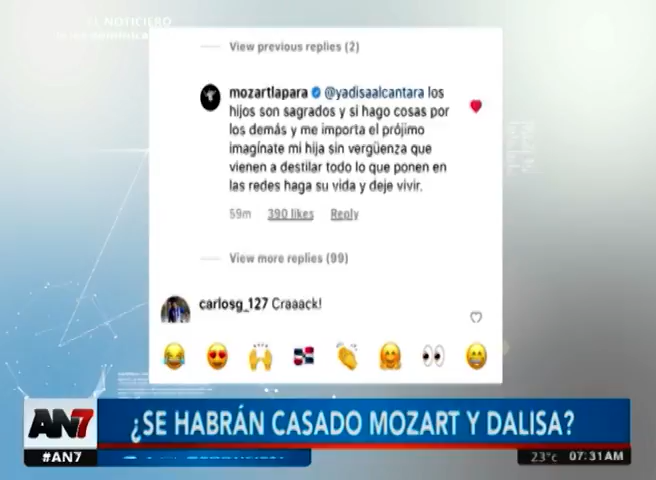 EL NOTICIERO
View previous replies (2)
mozartlapara @yadisaalcantara los
hijos son sagrados y si hago cosas por
los demás y me importa el prójimo
imagínate mi hija sin vergüenza que
vienen a destilar todo lo que ponen en
las redes haga su vida y deje vivir.
59m 390 likes Reply
View more replies (99)
carlosg_127 Craaack!
AN7 ¿SE HABRÁN CASADO MOZART Y DALISA?
#AN7
23°c 07:31AM